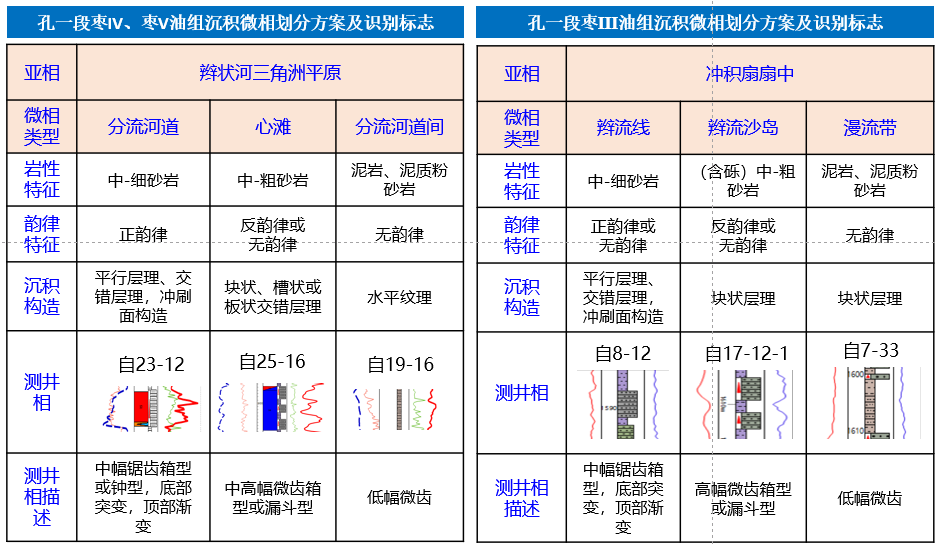 孔一段枣IV、枣V油组沉积微相划分方案及识别标志
亚相
辫状河三角洲平原
微相
类型
分流河道
心滩
分流河道间
岩性
特征
中-细砂岩
中-粗砂岩
泥岩、泥质粉
砂岩
韵律
特征
正韵律
反韵律或
无韵律
无韵律
沉积
构造
平行层理、交
错层理，冲刷
面构造
块状、槽状或
板状交错层理
水平纹理
测井
相
自23-12
自25-16
自19-16
测井
相描
述
中幅锯齿箱型
或钟型，底部
突变，顶部渐
变
中高幅微齿箱
型或漏斗型
低幅微齿
孔一段枣III油组沉积微相划分方案及识别标志
亚相
冲积扇扇中
微相
类型
辫流线
辫流沙岛
漫流带
岩性
特征
中-细砂岩
（含砾）中-粗
砂岩
泥岩、泥质粉
砂岩
韵律
特征
正韵律或
无韵律
反韵律或
无韵律
无韵律
沉积
构造
平行层理、
交错层理，
冲刷面构造
块状层理
块状层理
测井相
自8-12
1590
自17-12-1
自7-33
1600
1610
测井相
描述
中幅锯齿箱
型，底部突
变，顶部渐
变
高幅微齿箱型
或漏斗型
低幅微齿